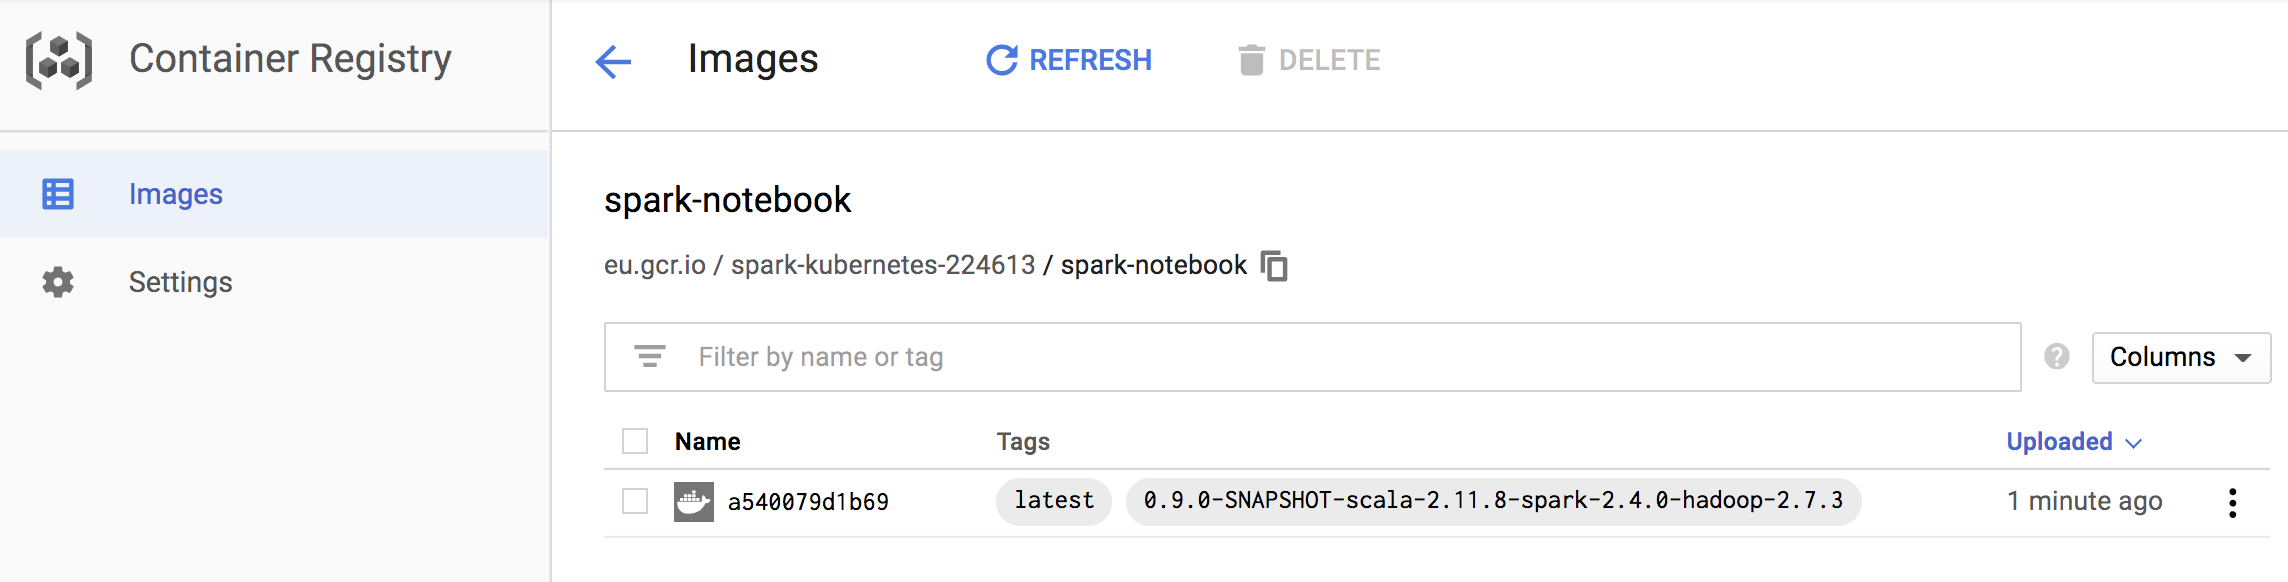 Container Registry
Images
REFRESH
DELETE
Images
Settings
spark-notebook
eu.gcr.io / spark-kubernetes-224613 / spark-notebook
Filter by name or tag
?
Columns
Name Tags Uploaded
a540079d1b69 latest 0.9.0-SNAPSHOT-scala-2.11.8-spark-2.4.0-hadoop-2.7.3 1 minute ago